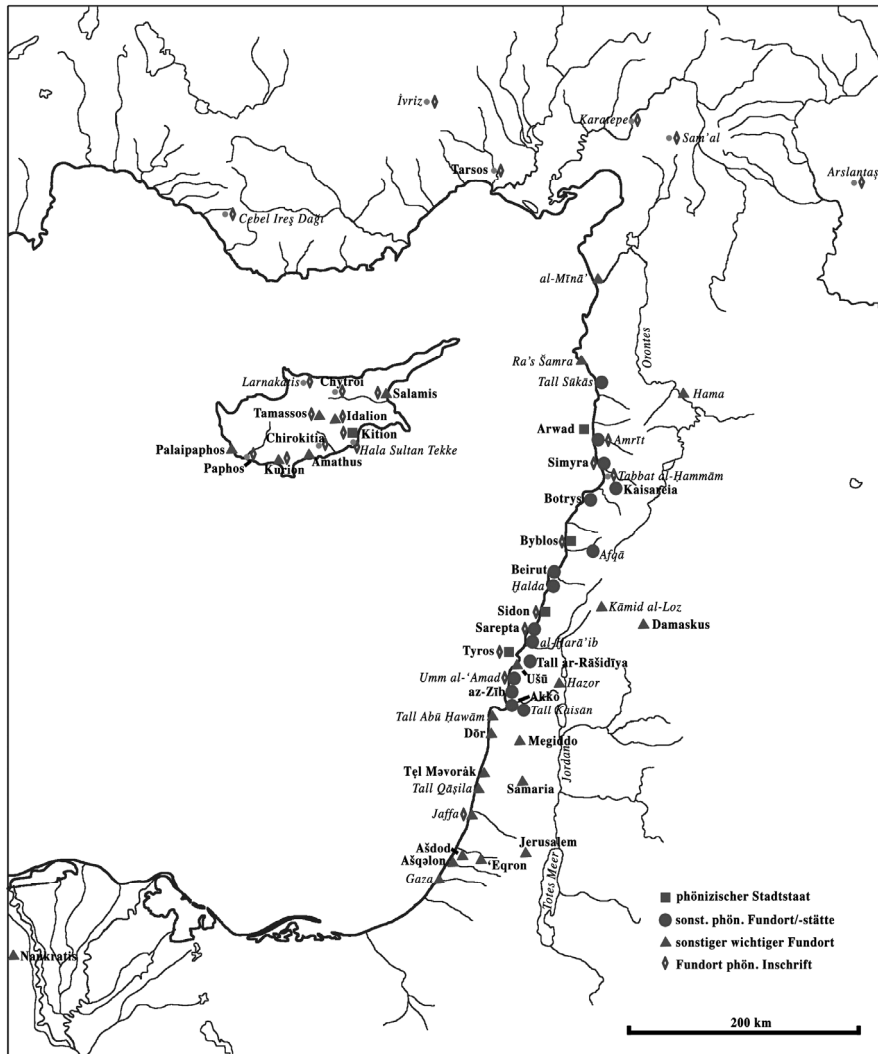 İvriz
Karatepe
Sam'al
Tarsos
Arslantaş
Cebel Ireş Daği
al-Mīnā'
Orontes
Ra's Šamra
Tall Sūkās
Hama
Larnakatis
Chytroi
Salamis
Tamassos
Idalion
Kition
Chirokitia
Hala Sultan Tekke
Palaipaphos
Paphos
Kurion
Amathus
Arwad
Amrīt
Simyra
Tabbat al-Ḥammām
Kaisareia
Botrys
Byblos
Afqā
Beirut
Ḫalda
Kāmid al-Loz
Sidon
Damaskus
Sarepta
al-Ḫarā'ib
Tyros
Tall ar-Rāšidīya
Umm al-'Amad
Ušū
Hazor
az-Zīb
Akko
Tall Kaisān
Tall Abū Ḥawām
Dōr
Megiddo
Jordan
Tẹl Məvorāk
Samaria
Tall Qāṣila
Jaffa
Jerusalem
Ašdod
Ašqəlon
'Eqron
Gaza
Totes Meer
Naukratis
phönizischer Stadtstaat
sonst. phön. Fundort/-stätte
sonstiger wichtiger Fundort
Fundort phön. Inschrift
200 km